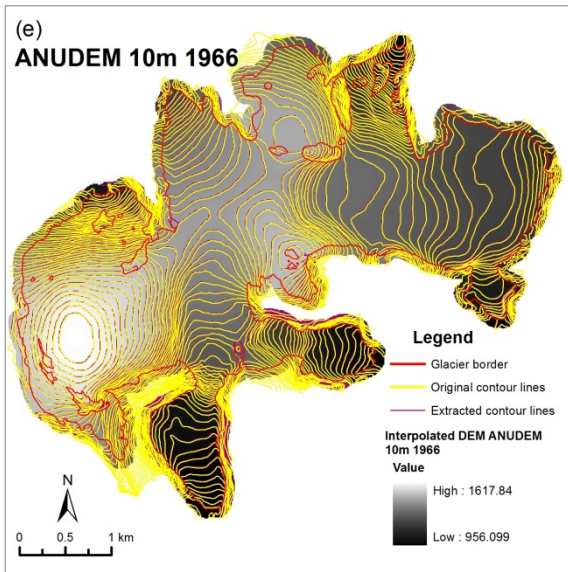 (e)
ANUDEM 10m 1966
Legend
Glacier border
Original contour lines
Extracted contour lines
Interpolated DEM ANUDEM
10m 1966
Value
High : 1617.84
Low : 956.099
N
0 0.5 1 km